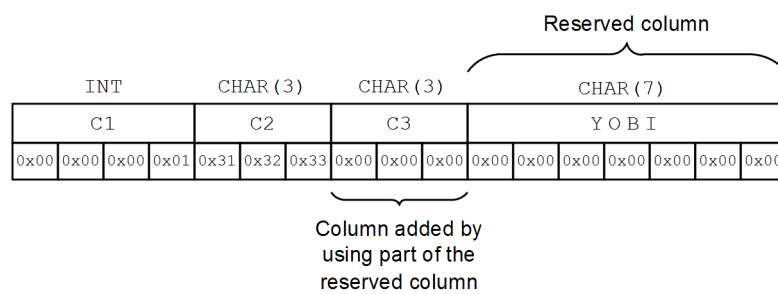 Reserved column
INT CHAR(3) CHAR(3) CHAR(7)
C1 C2 C3 YOBI
0x00 0x00 0x00 0x01 0x31 0x32 0x33 0x00 0x00 0x00 0x00 0x00 0x00 0x00 0x00 0x00 0x00
Column added by
using part of the
reserved column